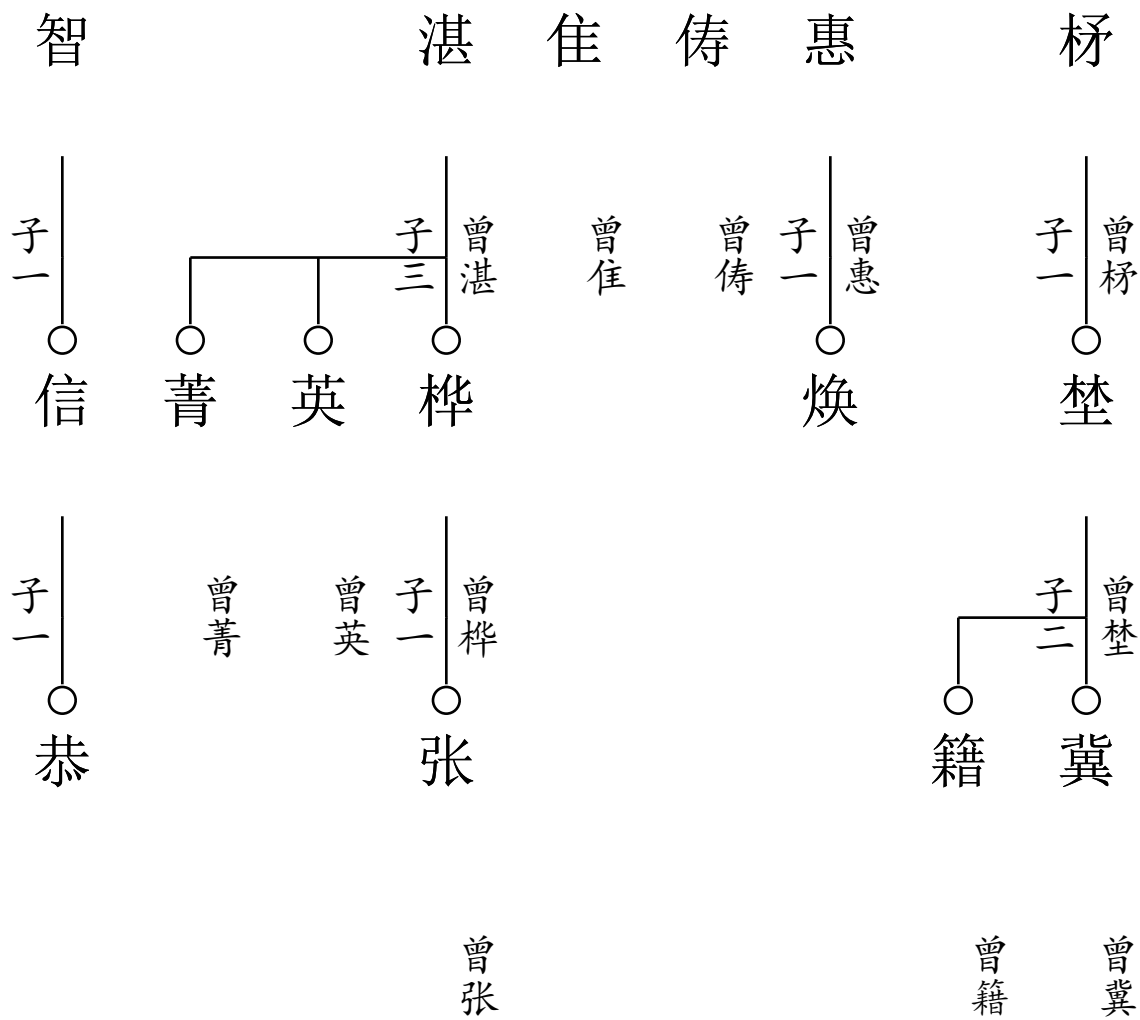 智 湛 隹 俦 惠 杼
子一 子三 曾湛 曾隹 曾俦 子一 曾惠 子一 曾杼
信 菁 英 桦 焕 埜
子一 曾菁 曾英 子一 曾桦 子二 曾埜
恭 张 籍 冀
曾张 曾籍 曾冀